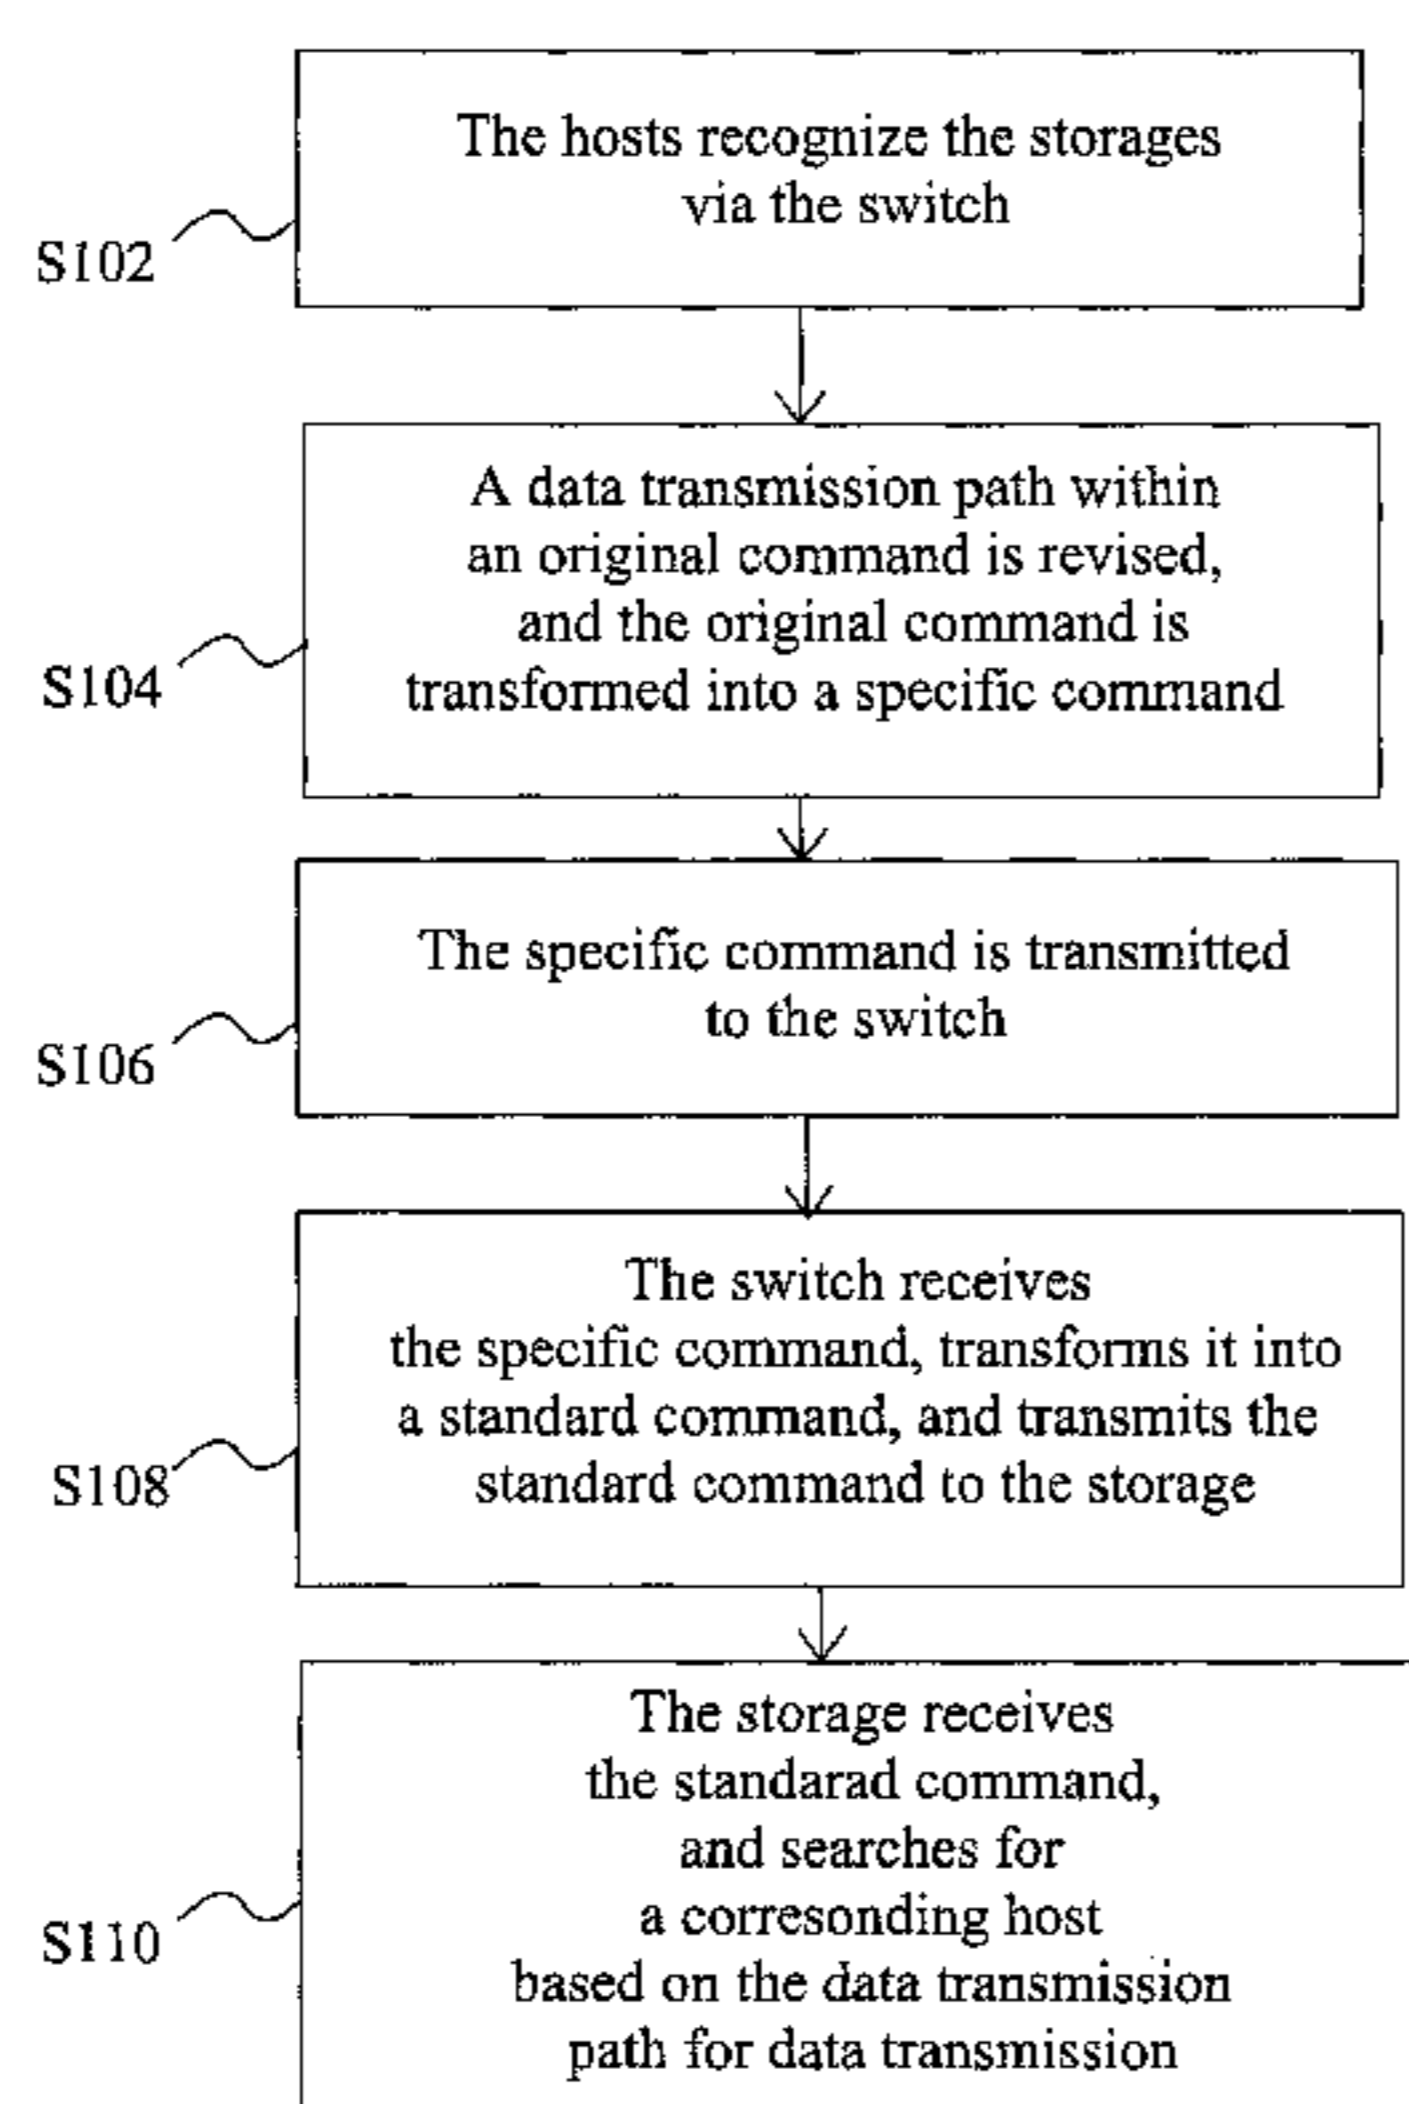 The hosts recognize the storages
via the switch
S102
A data transmission path within
an original command is revised,
and the original command is
transformed into a specific command
S104
The specific command is transmitted
to the switch
S106
The switch receives
the specific command, transforms it into
a standard command, and transmits the
standard command to the storage
S108
The storage receives
the standarad command,
and searches for
a corresonding host
based on the data transmission
path for data transmission
S110